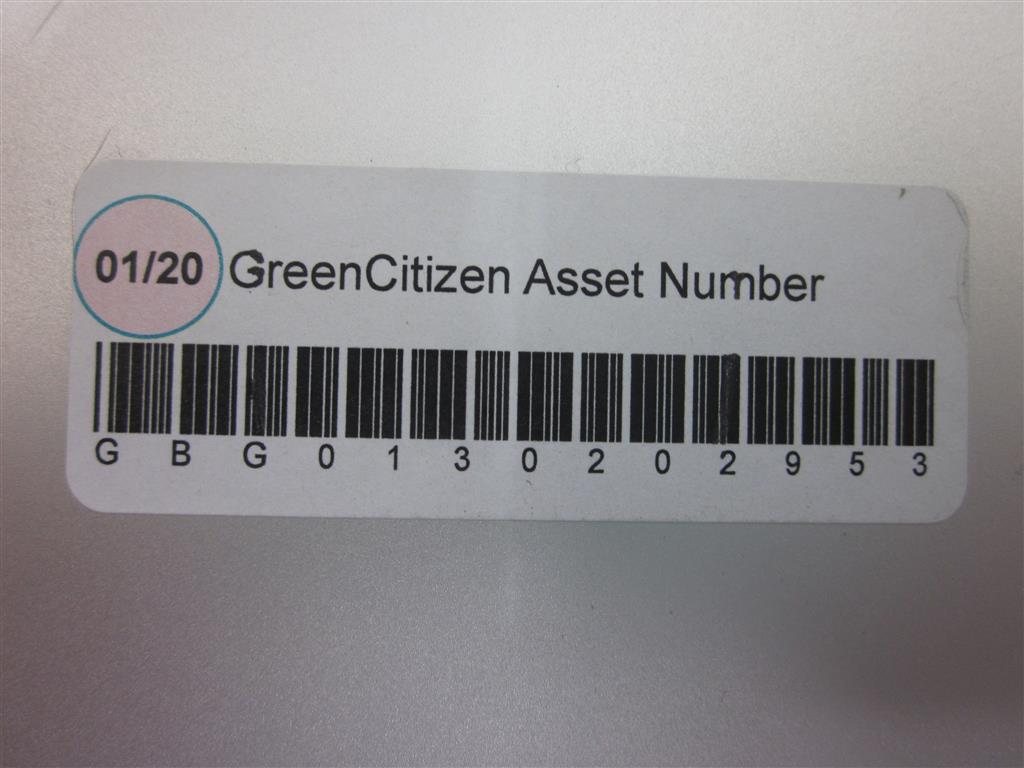 01/20 GreenCitizen Asset Number
G B G 0 1 3 0 2 0 2 9 5 3